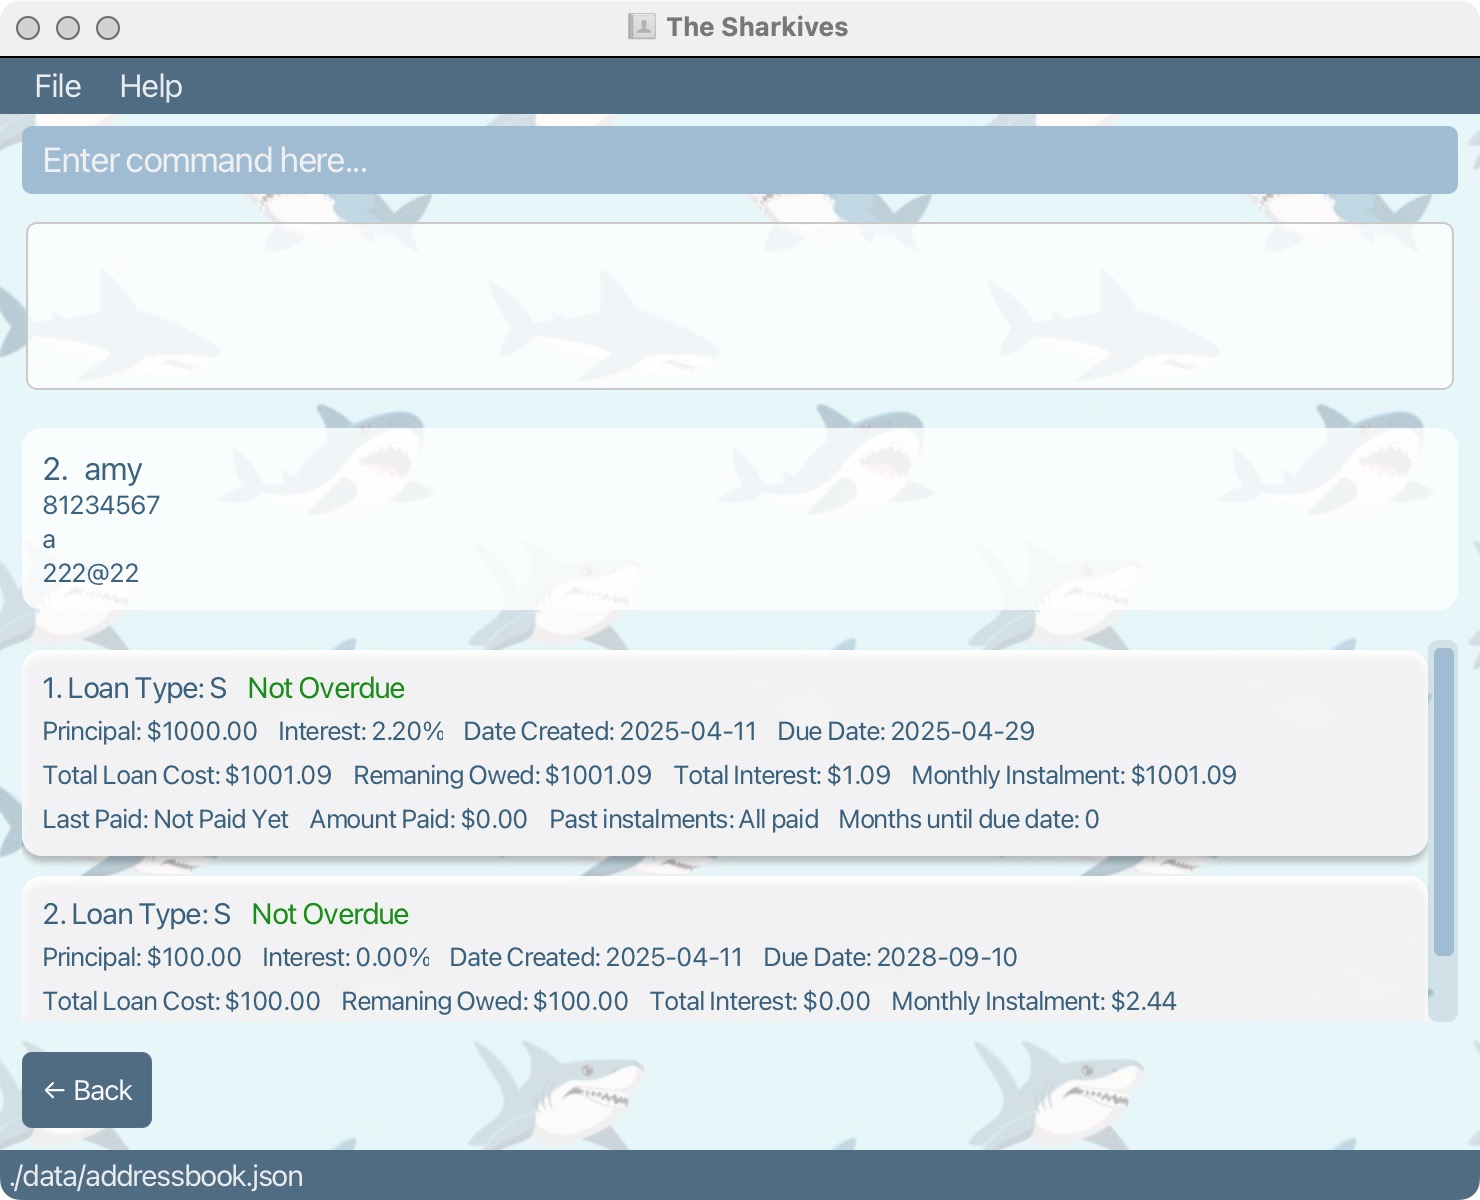 The Sharkives
File Help
Enter command here...
2. amy
81234567
a
222@22
1. Loan Type: S Not Overdue
Principal: $1000.00 Interest: 2.20% Date Created: 2025-04-11 Due Date: 2025-04-29
Total Loan Cost: $1001.09 Remaning Owed: $1001.09 Total Interest: $1.09 Monthly Instalment: $1001.09
Last Paid: Not Paid Yet Amount Paid: $0.00 Past instalments: All paid Months until due date: 0
2. Loan Type: S Not Overdue
Principal: $100.00 Interest: 0.00% Date Created: 2025-04-11 Due Date: 2028-09-10
Total Loan Cost: $100.00 Remaning Owed: $100.00 Total Interest: $0.00 Monthly Instalment: $2.44
← Back
./data/addressbook.json